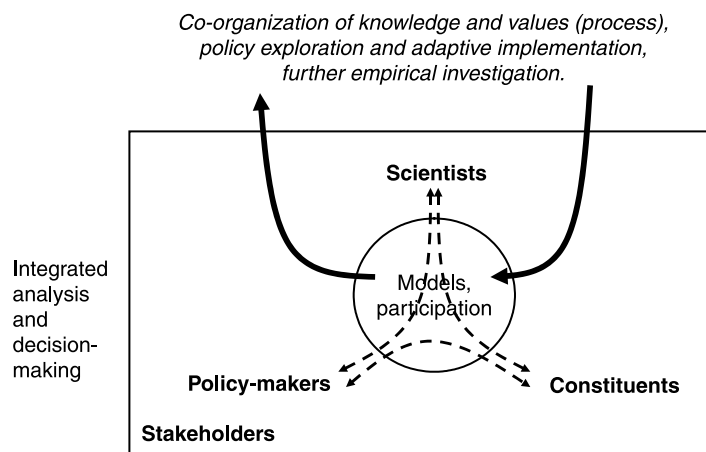 Co-organization of knowledge and values (process),
policy exploration and adaptive implementation,
further empirical investigation.
Scientists
Integrated
analysis
and
decision-
making
Models,
participation
Policy-makers
Constituents
Stakeholders